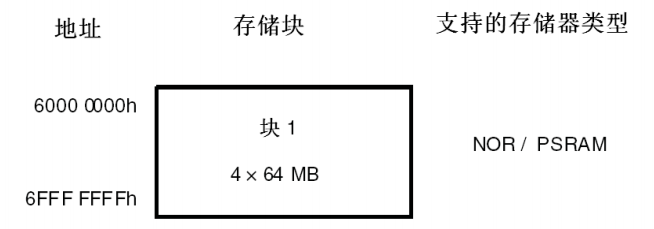 地址 存储块 支持的存储器类型
6000 0000h
块 1
NOR / PSRAM
4 × 64 MB
6FFF FFFFh